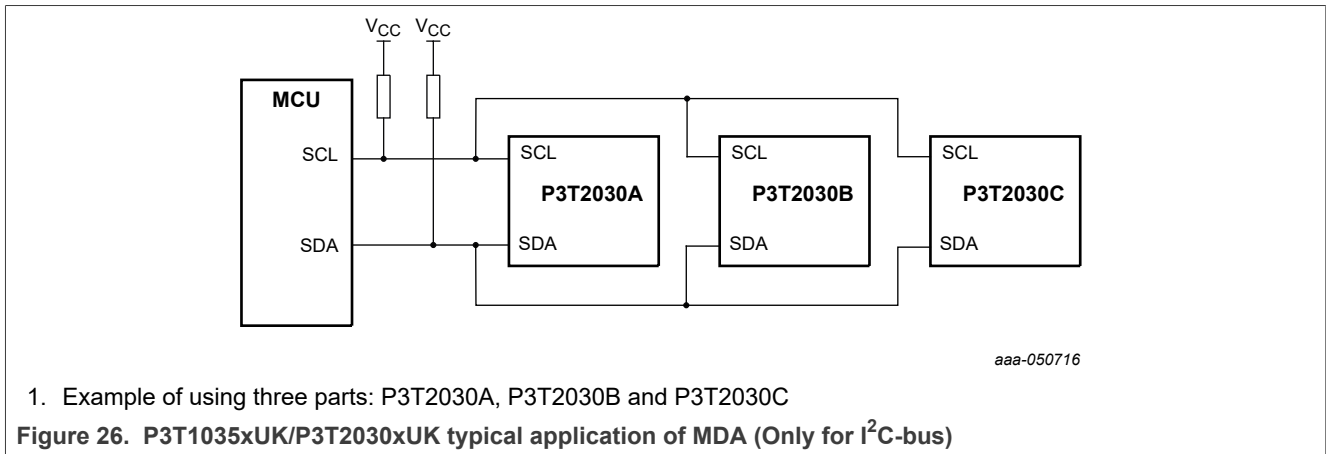 VCC VCC
MCU
SCL SCL SCL SCL
P3T2030A P3T2030B P3T2030C
SDA SDA SDA SDA
aaa-050716
1. Example of using three parts: P3T2030A, P3T2030B and P3T2030C
Figure 26. P3T1035xUK/P3T2030xUK typical application of MDA (Only for I2C-bus)